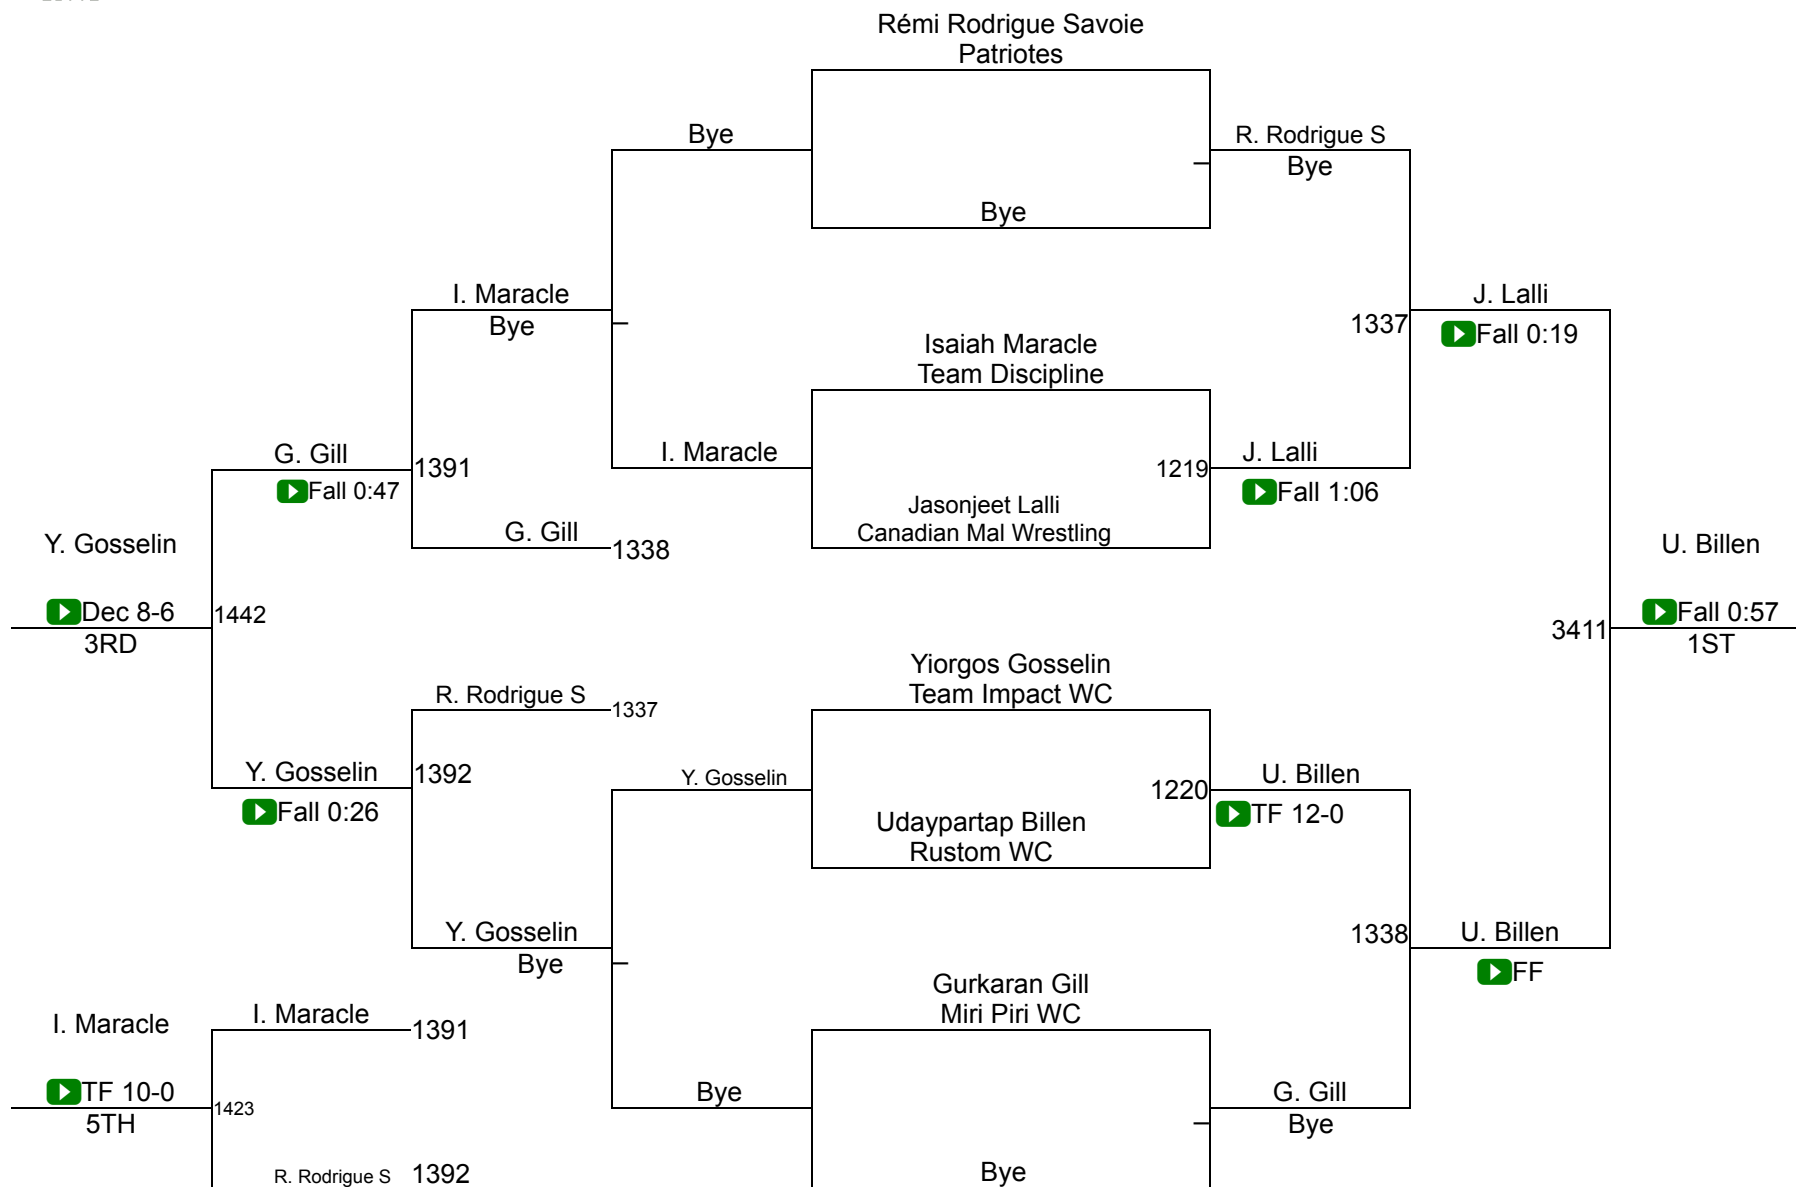 Rémi Rodrigue Savoie
Patriotes
Bye
R. Rodrigue S
Bye
Bye
I. Maracle
Bye
J. Lalli
1337
Fall 0:19
Isaiah Maracle
Team Discipline
G. Gill
1391
I. Maracle
1219
J. Lalli
Fall 0:47
Fall 1:06
Jasonjeet Lalli
Canadian Mal Wrestling
G. Gill
1338
Y. Gosselin
U. Billen
Dec 8-6
1442
Fall 0:57
3RD
3411
1ST
Yiorgos Gosselin
Team Impact WC
R. Rodrigue S
1337
Y. Gosselin
1392
Y. Gosselin
1220
U. Billen
Fall 0:26
TF 12-0
Udaypartap Billen
Rustom WC
Y. Gosselin
Bye
1338
U. Billen
FF
Gurkaran Gill
Miri Piri WC
I. Maracle
I. Maracle
1391
TF 10-0
1423
5TH
Bye
G. Gill
Bye
R. Rodrigue S
1392
Bye